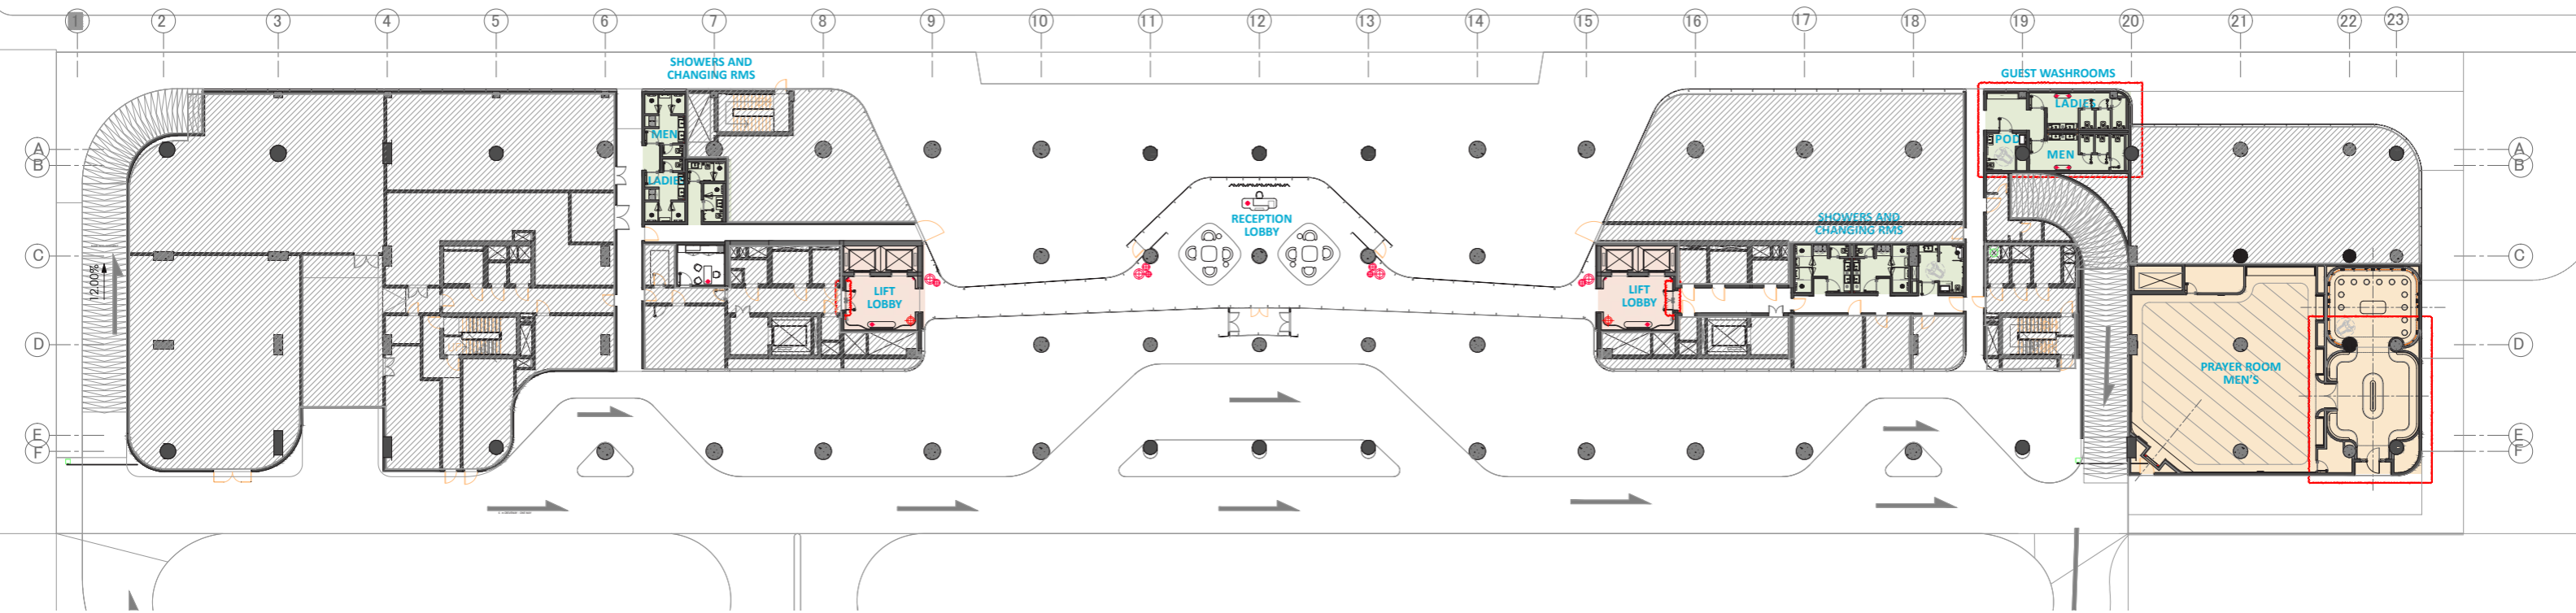 1 2 3 4 5 6 7 8 9 10 11 12 13 14 15 16 17 18 19 20 21 22 23
SHOWERS AND
CHANGING RMS
GUEST WASHROOMS
LADIES
MEN
POD
MEN
LADIES
A
B
A
B
RECEPTION
LOBBY
SHOWERS AND
CHANGING RMS
C
C
12.00%
LIFT
LOBBY
LIFT
LOBBY
D
D
PRAYER ROOM
MEN'S
E
F
E
F